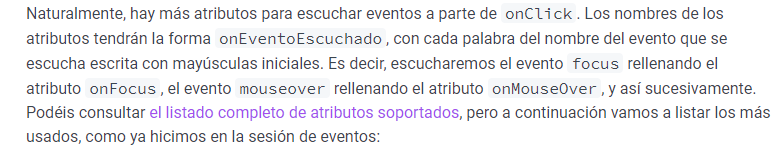 Naturalmente, hay más atributos para escuchar eventos a parte de onClick. Los nombres de los
atributos tendrán la forma onEventoEscuchado, con cada palabra del nombre del evento que se
escucha escrita con mayúsculas iniciales. Es decir, escucharemos el evento focus rellenando el
atributo onFocus, el evento mouseover rellenando el atributo onMouseOver, y así sucesivamente.
Podéis consultar el listado completo de atributos soportados, pero a continuación vamos a listar los más
usados, como ya hicimos en la sesión de eventos: